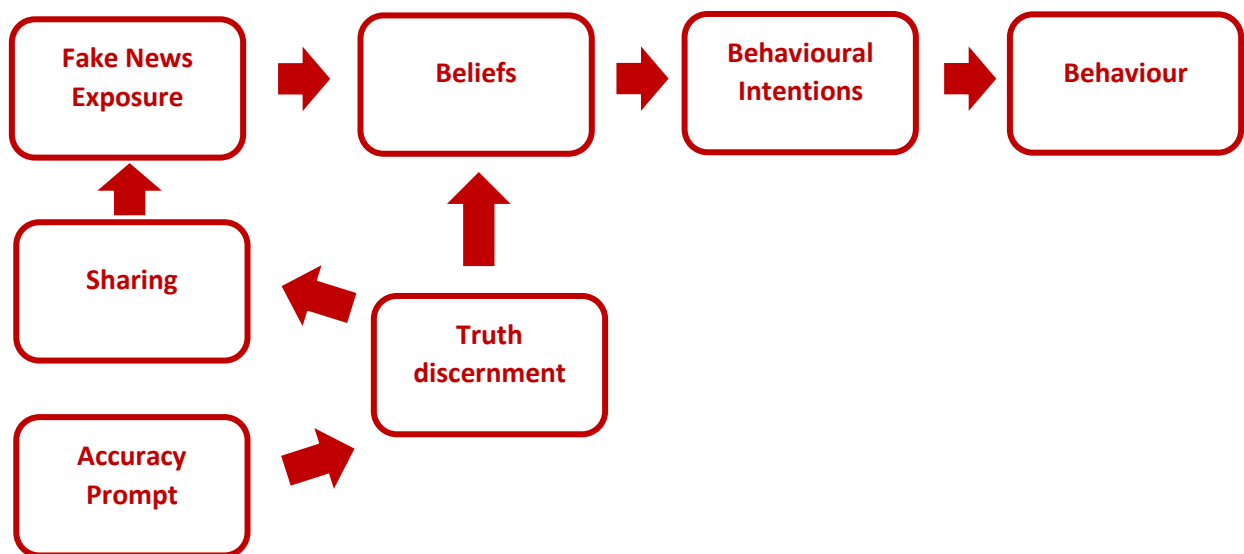 Fake News
Exposure
Beliefs
Behavioural
Intentions
Behaviour
Sharing
Truth
discernment
Accuracy
Prompt